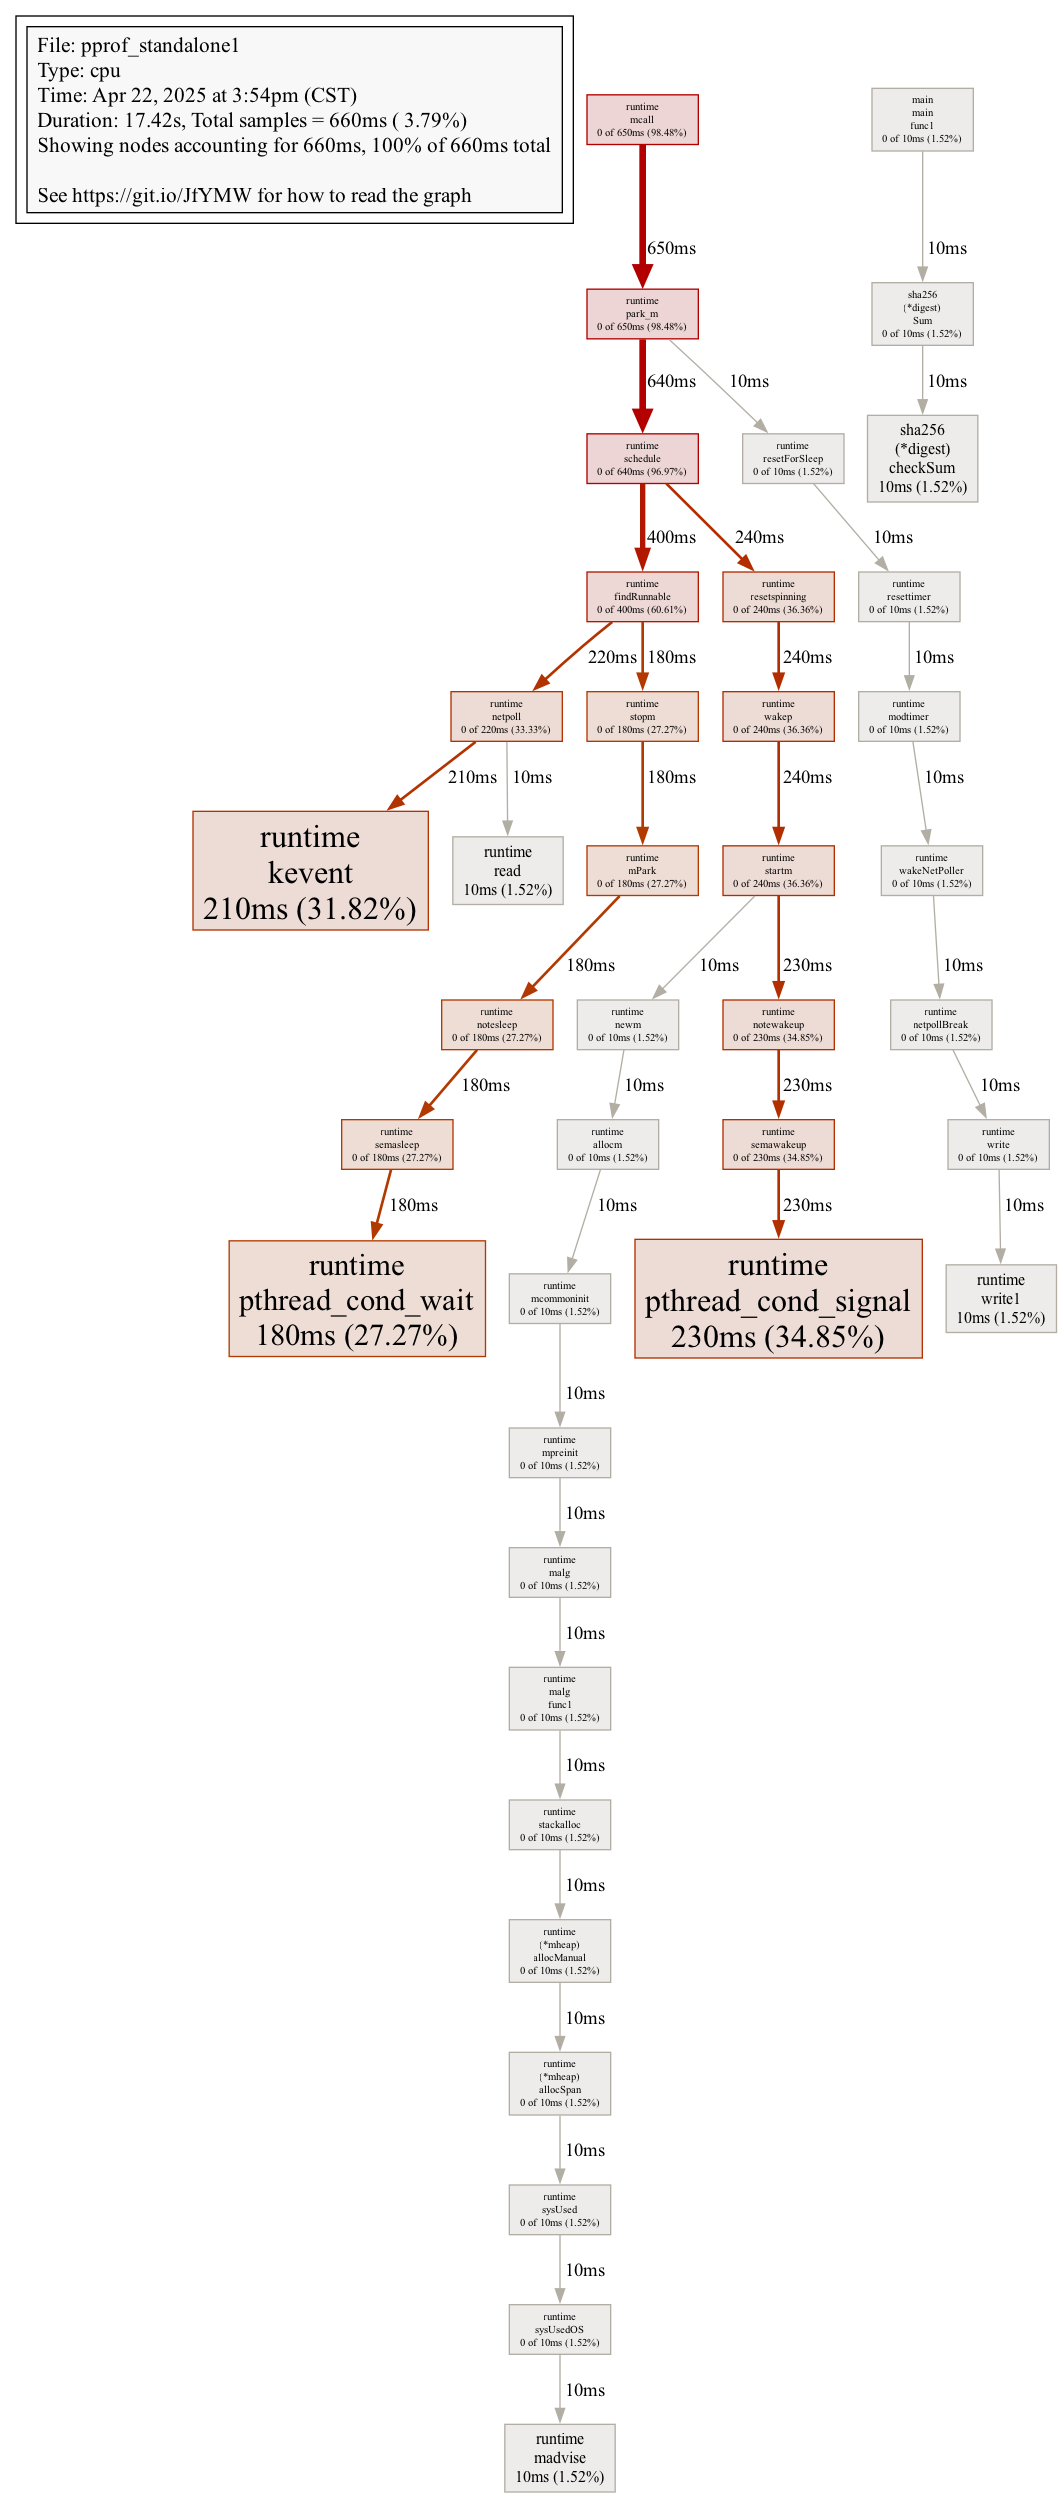 File: pprof_standalone1
Type: cpu
Time: Apr 22, 2025 at 3:54pm (CST)
Duration: 17.42s, Total samples = 660ms ( 3.79%)
Showing nodes accounting for 660ms, 100% of 660ms total
See https://git.io/JfYMW for how to read the graph
runtime
mcall
0 of 650ms (98.48%)
main
main
func1
0 of 10ms (1.52%)
650ms
10ms
runtime
park_m
0 of 650ms (98.48%)
sha256
(*digest)
Sum
0 of 10ms (1.52%)
640ms
10ms
10ms
runtime
schedule
0 of 640ms (96.97%)
runtime
resetForSleep
0 of 10ms (1.52%)
sha256
(*digest)
checkSum
10ms (1.52%)
400ms
240ms
10ms
runtime
findRunnable
0 of 400ms (60.61%)
runtime
resetspinning
0 of 240ms (36.36%)
runtime
resettimer
0 of 10ms (1.52%)
220ms
180ms
240ms
10ms
runtime
netpoll
0 of 220ms (33.33%)
runtime
stopm
0 of 180ms (27.27%)
runtime
wakep
0 of 240ms (36.36%)
runtime
modtimer
0 of 10ms (1.52%)
210ms
10ms
180ms
240ms
10ms
runtime
kevent
210ms (31.82%)
runtime
read
10ms (1.52%)
runtime
mPark
0 of 180ms (27.27%)
runtime
startm
0 of 240ms (36.36%)
runtime
wakeNetPoller
0 of 10ms (1.52%)
180ms
10ms
230ms
10ms
runtime
notesleep
0 of 180ms (27.27%)
runtime
newm
0 of 10ms (1.52%)
runtime
notewakeup
0 of 230ms (34.85%)
runtime
netpollBreak
0 of 10ms (1.52%)
180ms
10ms
230ms
10ms
runtime
semasleep
0 of 180ms (27.27%)
runtime
allocm
0 of 10ms (1.52%)
runtime
semawakeup
0 of 230ms (34.85%)
runtime
write
0 of 10ms (1.52%)
180ms
10ms
230ms
10ms
runtime
pthread_cond_wait
180ms (27.27%)
runtime
mcommoninit
0 of 10ms (1.52%)
runtime
pthread_cond_signal
230ms (34.85%)
runtime
write1
10ms (1.52%)
10ms
runtime
mpreinit
0 of 10ms (1.52%)
10ms
runtime
malg
0 of 10ms (1.52%)
10ms
runtime
malg
func1
0 of 10ms (1.52%)
10ms
runtime
stackalloc
0 of 10ms (1.52%)
10ms
runtime
(*mheap)
allocManual
0 of 10ms (1.52%)
10ms
runtime
(*mheap)
allocSpan
0 of 10ms (1.52%)
10ms
runtime
sysUsed
0 of 10ms (1.52%)
10ms
runtime
sysUsedOS
0 of 10ms (1.52%)
10ms
runtime
madvise
10ms (1.52%)